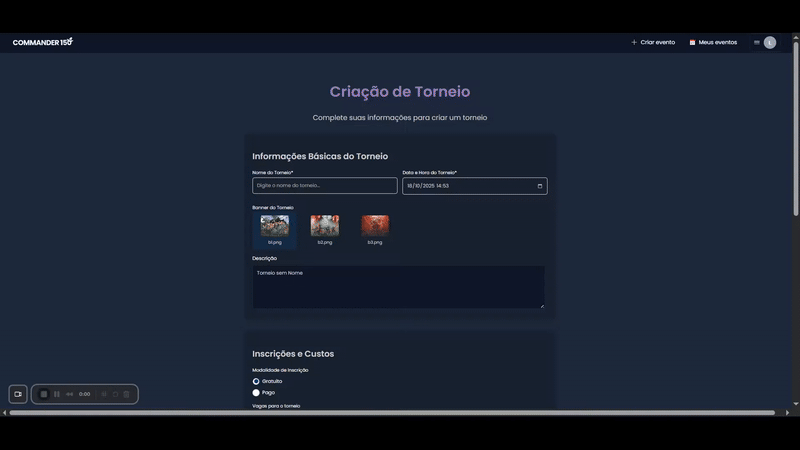 COMMANDER 150
Criar evento
Meus eventos
L
Criação de Torneio
Complete suas informações para criar um torneio
Informações Básicas do Torneio
Nome do Torneio*
Data e Hora do Torneio*
Digite o nome do torneio...
18/10/2025 14:53
Banner do Torneio
b1.png
b2.png
b3.png
Descrição
Torneio sem Nome
Inscrições e Custos
Modalidade de Inscrição
Gratuito
Pago
0:00
Vagas para o torneio